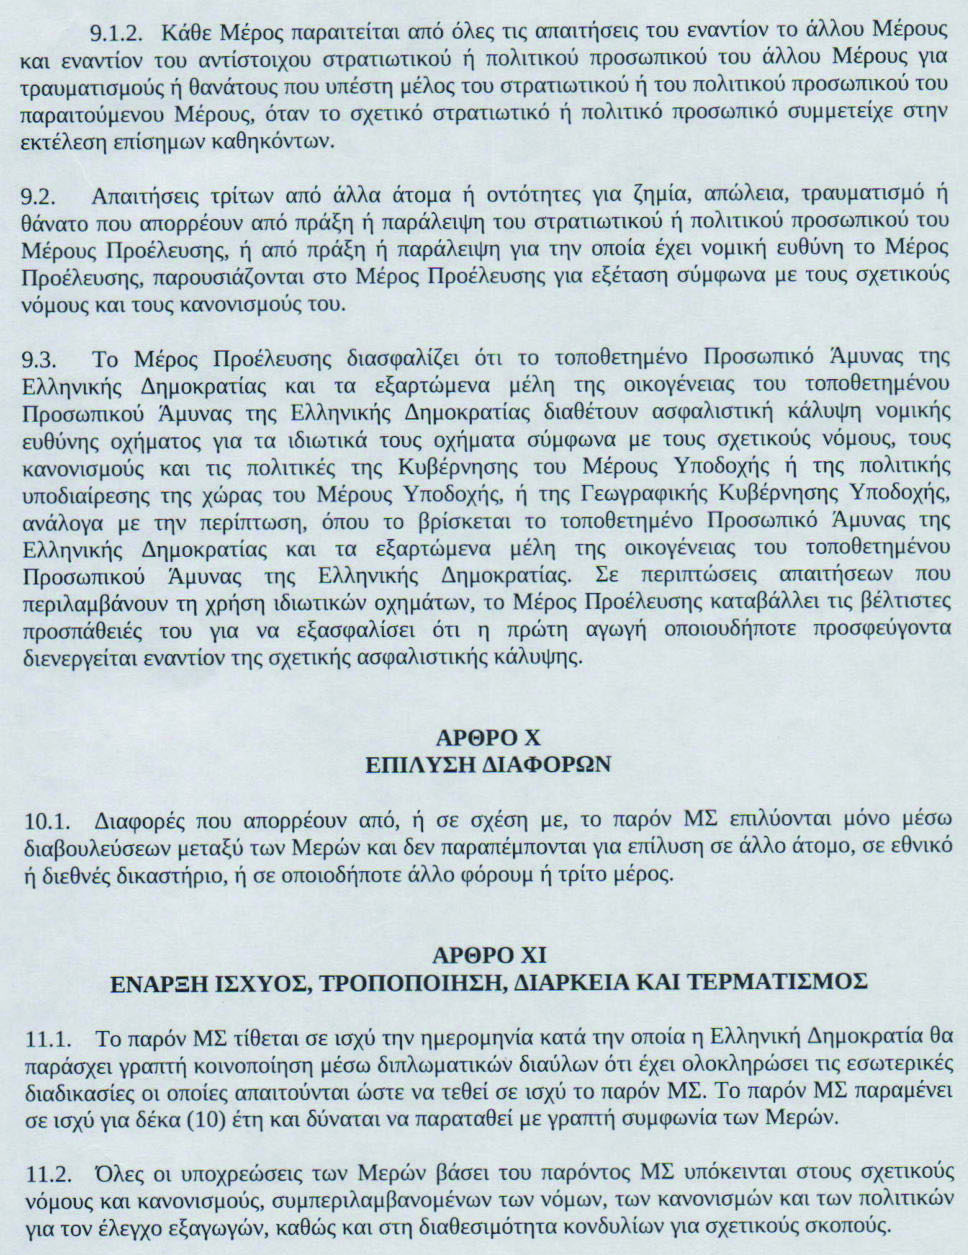 9.1.2. Κάθε Μέρος παραιτείται από όλες τις απαιτήσεις του εναντίον το άλλου Μέρους
και εναντίον του αντίστοιχου στρατιωτικού ή πολιτικού προσωπικού του άλλου Μέρους για
τραυματισμούς ή θανάτους που υπέστη μέλος του στρατιωτικού ή του πολιτικού προσωπικού του
παραιτούμενου Μέρους, όταν το σχετικό στρατιωτικό ή πολιτικό προσωπικό συμμετείχε στην
εκτέλεση επίσημων καθηκόντων.
9.2. Απαιτήσεις τρίτων από άλλα άτομα ή οντότητες για ζημία, απώλεια, τραυματισμό ή
θάνατο που απορρέουν από πράξη ή παράλειψη του στρατιωτικού ή πολιτικού προσωπικού του
Μέρους Προέλευσης, ή από πράξη ή παράλειψη για την οποία έχει νομική ευθύνη το Μέρος
Προέλευσης, παρουσιάζονται στο Μέρος Προέλευσης για εξέταση σύμφωνα με τους σχετικούς
νόμους και τους κανονισμούς του.
9.3. Το Μέρος Προέλευσης διασφαλίζει ότι το τοποθετημένο Προσωπικό Άμυνας της
Ελληνικής Δημοκρατίας και τα εξαρτώμενα μέλη της οικογένειας του τοποθετημένου
Προσωπικού Άμυνας της Ελληνικής Δημοκρατίας διαθέτουν ασφαλιστική κάλυψη νομικής
ευθύνης οχήματος για τα ιδιωτικά τους οχήματα σύμφωνα με τους σχετικούς νόμους, τους
κανονισμούς και τις πολιτικές της Κυβέρνησης του Μέρους Υποδοχής ή της πολιτικής
υποδιαίρεσης της χώρας του Μέρους Υποδοχής, ή της Γεωγραφικής Κυβέρνησης Υποδοχής,
ανάλογα με την περίπτωση, όπου το βρίσκεται το τοποθετημένο Προσωπικό Άμυνας της
Ελληνικής Δημοκρατίας και τα εξαρτώμενα μέλη της οικογένειας του τοποθετημένου
Προσωπικού Άμυνας της Ελληνικής Δημοκρατίας. Σε περιπτώσεις απαιτήσεων που
περιλαμβάνουν τη χρήση ιδιωτικών οχημάτων, το Μέρος Προέλευσης καταβάλλει τις βέλτιστες
προσπάθειές του για να εξασφαλίσει ότι η πρώτη αγωγή οποιουδήποτε προσφεύγοντα
διενεργείται εναντίον της σχετικής ασφαλιστικής κάλυψης.
ΑΡΘΡΟ X
ΕΠΙΛΥΣΗ ΔΙΑΦΟΡΩΝ
10.1. Διαφορές που απορρέουν από, ή σε σχέση με, το παρόν ΜΣ επιλύονται μόνο μέσω
διαβουλεύσεων μεταξύ των Μερών και δεν παραπέμπονται για επίλυση σε άλλο άτομο, σε εθνικό
ή διεθνές δικαστήριο, ή σε οποιοδήποτε άλλο φόρουμ ή τρίτο μέρος.
ΑΡΘΡΟ XI
ΕΝΑΡΞΗ ΙΣΧΥΟΣ, ΤΡΟΠΟΠΟΙΗΣΗ, ΔΙΑΡΚΕΙΑ ΚΑΙ ΤΕΡΜΑΤΙΣΜΟΣ
11.1. Το παρόν ΜΣ τίθεται σε ισχύ την ημερομηνία κατά την οποία η Ελληνική Δημοκρατία θα
παράσχει γραπτή κοινοποίηση μέσω διπλωματικών διαύλων ότι έχει ολοκληρώσει τις εσωτερικές
διαδικασίες οι οποίες απαιτούνται ώστε να τεθεί σε ισχύ το παρόν ΜΣ. Το παρόν ΜΣ παραμένει
σε ισχύ για δέκα (10) έτη και δύναται να παραταθεί με γραπτή συμφωνία των Μερών.
11.2. Όλες οι υποχρεώσεις των Μερών βάσει του παρόντος ΜΣ υπόκεινται στους σχετικούς
νόμους και κανονισμούς, συμπεριλαμβανομένων των νόμων, των κανονισμών και των πολιτικών
για τον έλεγχο εξαγωγών, καθώς και στη διαθεσιμότητα κονδυλίων για σχετικούς σκοπούς.